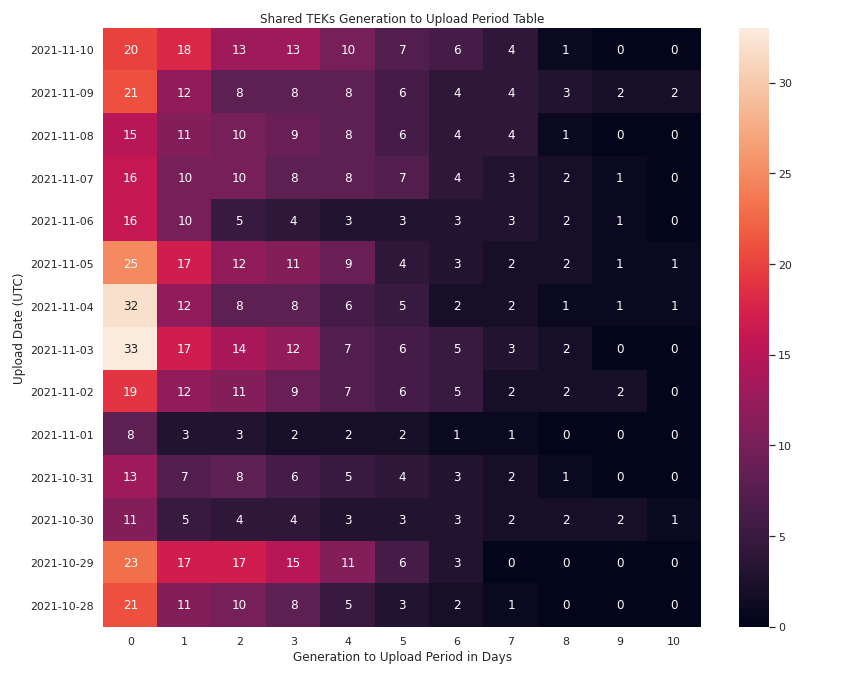 Shared TEKs Generation to Upload Period Table
2021-11-10 20 18 13 13 10 7 6 4 1 0 0
2021-11-09 21 12 8 8 8 6 4 4 3 2 2
2021-11-08 15 11 10 9 8 6 4 4 1 0 0
2021-11-07 16 10 10 8 8 7 4 3 2 1 0
2021-11-06 16 10 5 4 3 3 3 3 2 1 0
2021-11-05 25 17 12 11 9 4 3 2 2 1 1
2021-11-04 32 12 8 8 6 5 2 2 1 1 1
2021-11-03 33 17 14 12 7 6 5 3 2 0 0
2021-11-02 19 12 11 9 7 6 5 2 2 2 0
2021-11-01 8 3 3 2 2 2 1 1 0 0 0
2021-10-31 13 7 8 6 5 4 3 2 1 0 0
2021-10-30 11 5 4 4 3 3 3 2 2 2 1
2021-10-29 23 17 17 15 11 6 3 0 0 0 0
2021-10-28 21 11 10 8 5 3 2 1 0 0 0
0 1 2 3 4 5 6 7 8 9 10
Generation to Upload Period in Days
Upload Date (UTC)
30
25
20
15
10
5
0